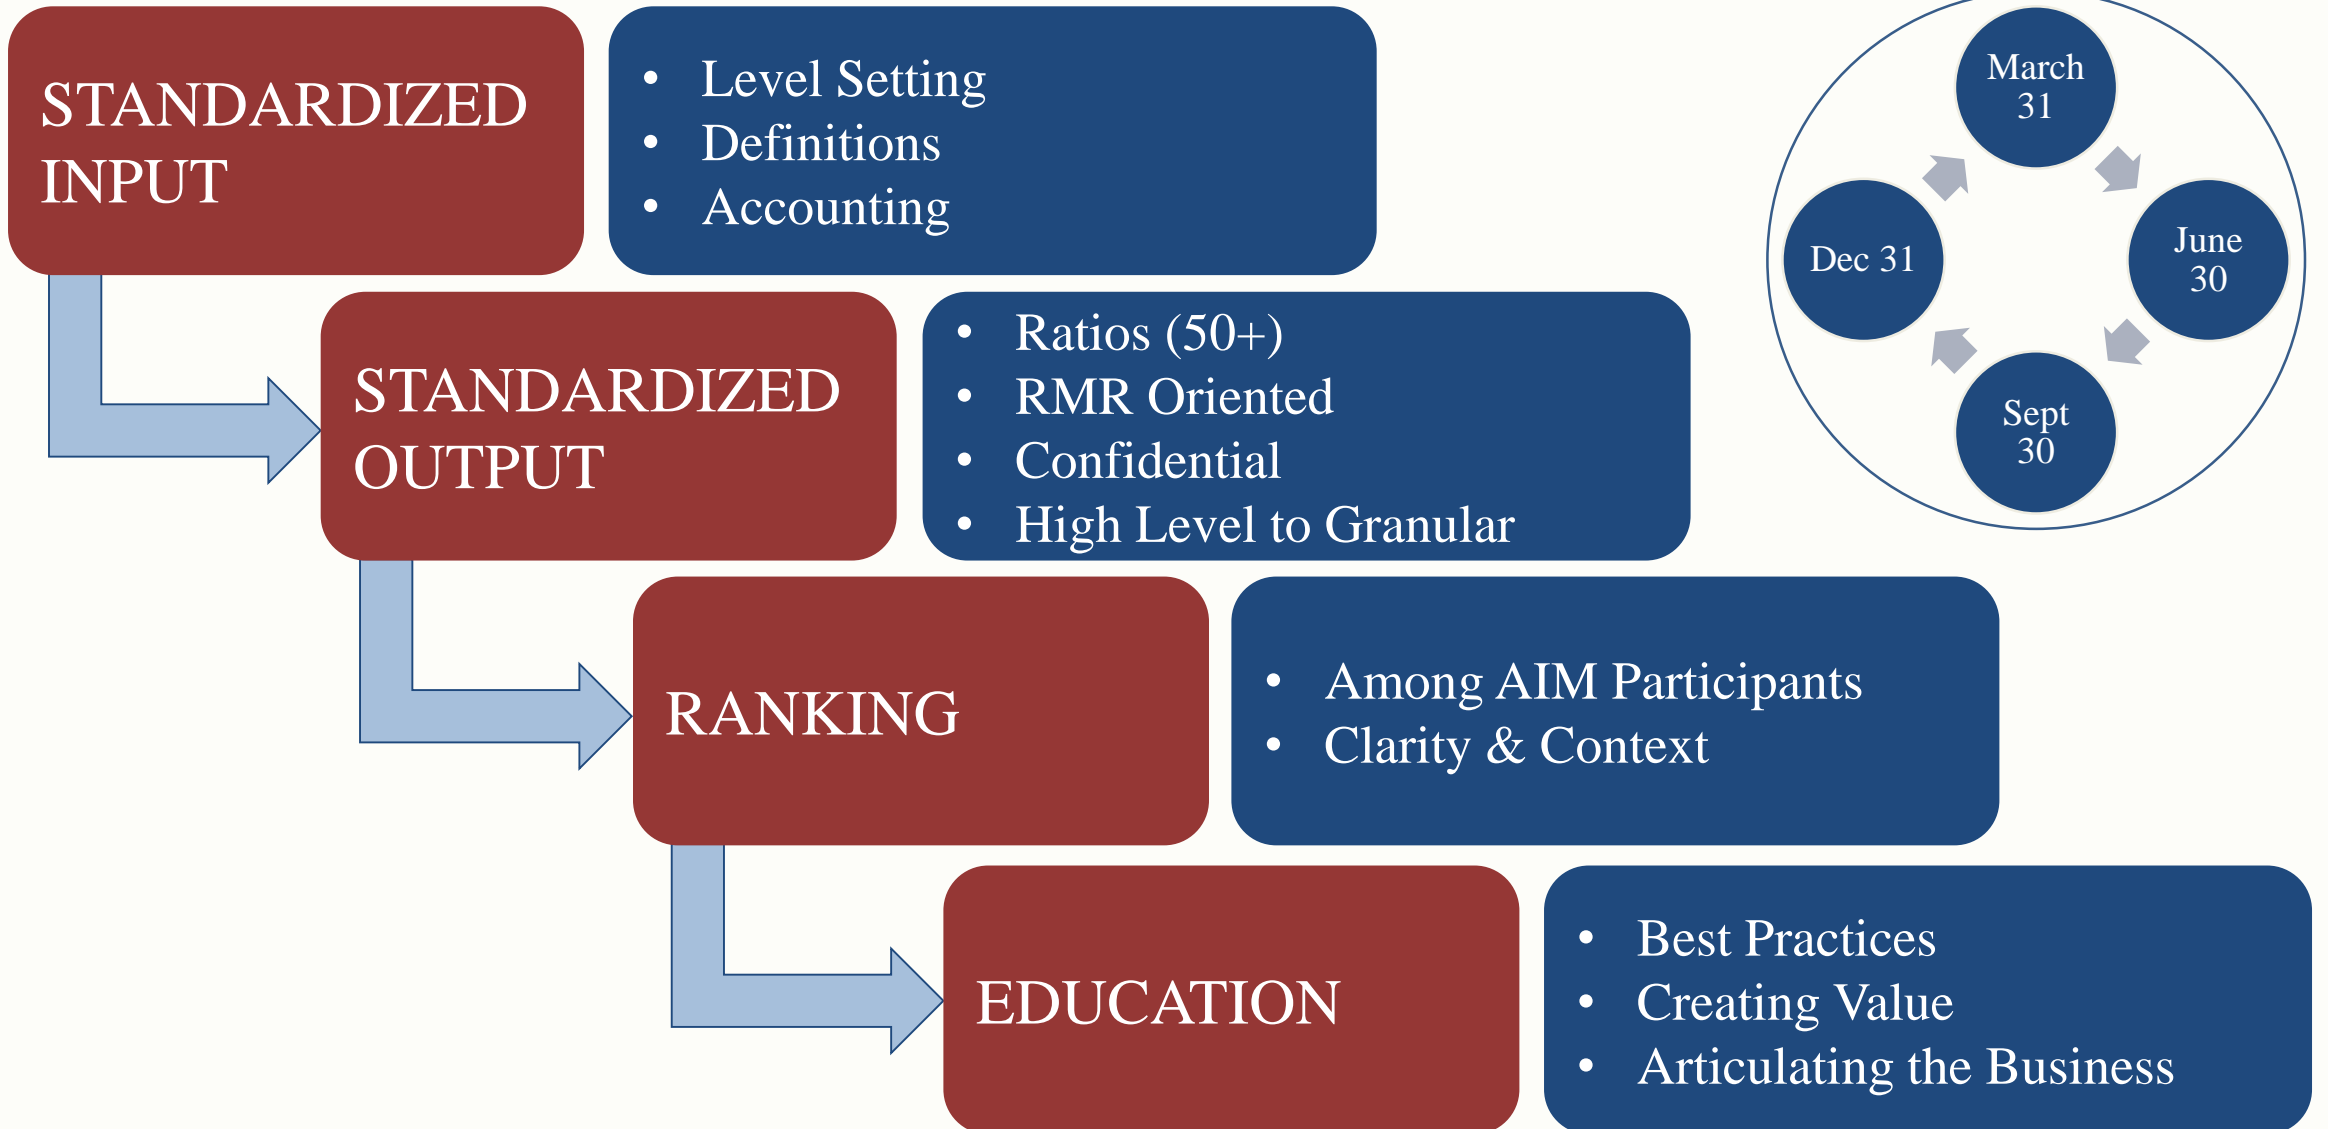 STANDARDIZED
INPUT
• Level Setting
• Definitions
• Accounting
STANDARDIZED
OUTPUT
• Ratios (50+)
• RMR Oriented
• Confidential
• High Level to Granular
RANKING
• Among AIM Participants
• Clarity & Context
EDUCATION
• Best Practices
• Creating Value
• Articulating the Business
March
31
June
30
Sept
30
Dec 31